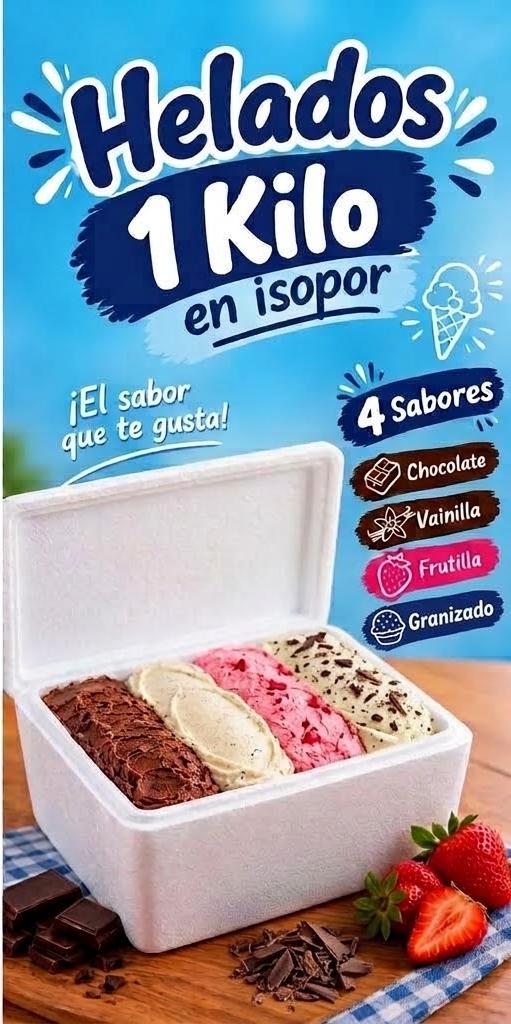 Helados
1 Kilo
en isopor
¡El sabor
que te gusta!
4 Sabores
Chocolate
Vainilla
Frutilla
Granizado